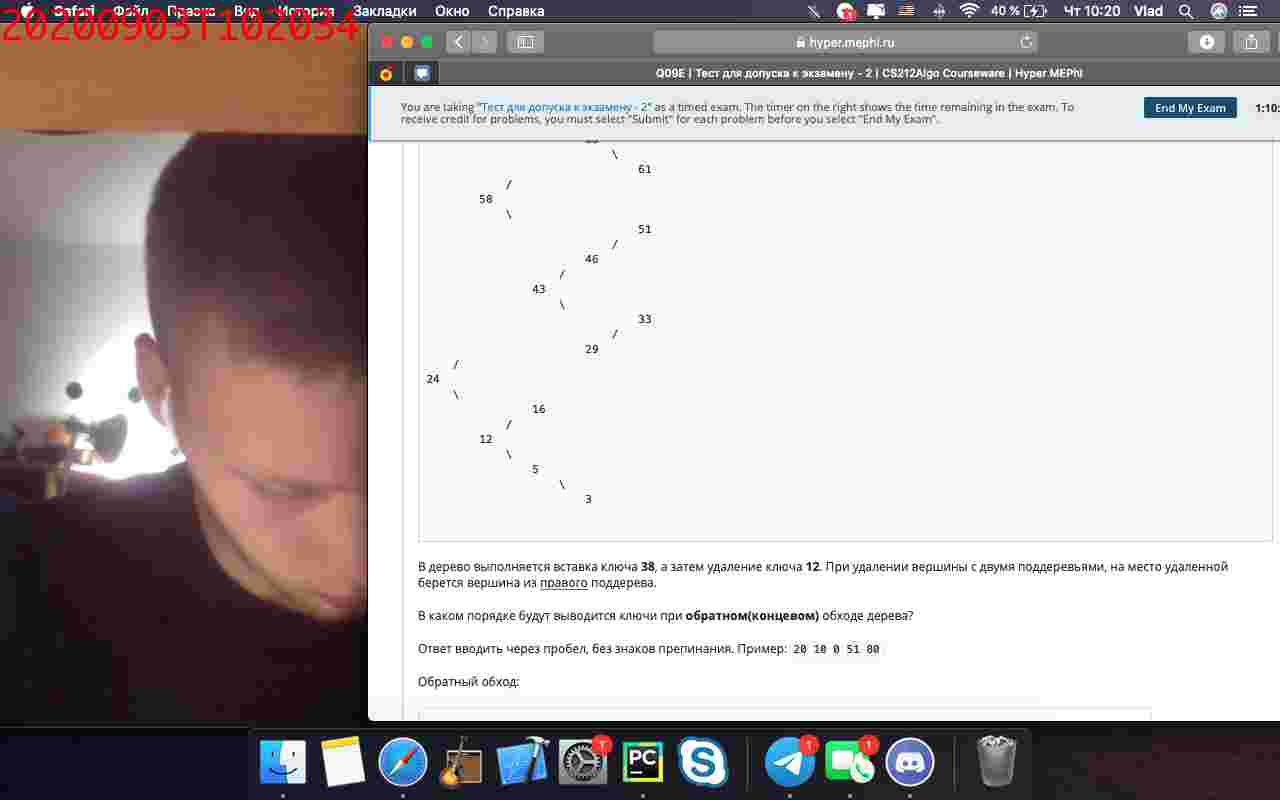 20200903T102034
Safari Файл Правка Вид История Закладки Окно Справка
40 % Чт 10:20 Vlad
hyper.mephi.ru
Q09E | Тест для допуска к экзамену - 2 | CS212Algo Courseware | Hyper.MEPhI
You are taking "Тест для допуска к экзамену - 2" as a timed exam. The timer on the right shows the time remaining in the exam. To
receive credit for problems, you must select "Submit" for each problem before you select "End My Exam".
End My Exam
1:10:
\
61
/
58
\
51
/
46
/
43
\
33
/
29
/
24
\
16
/
12
\
5
\
3
В дерево выполняется вставка ключа 38, а затем удаление ключа 12. При удалении вершины с двумя поддеревьями, на место удаленной
берется вершина из правого поддерева.
В каком порядке будут выводится ключи при обратном(концевом) обходе дерева?
Ответ вводить через пробел, без знаков препинания. Пример: 20 10 0 51 80
Обратный обход:
PC
1
1